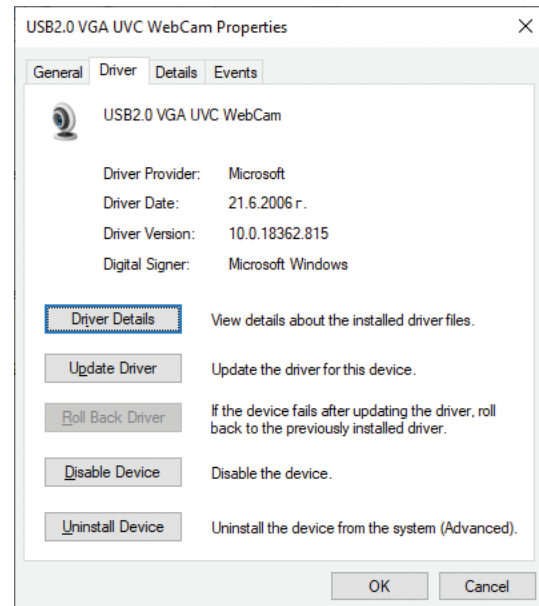 USB2.0 VGA UVC WebCam Properties
General Driver Details Events
USB2.0 VGA UVC WebCam
Driver Provider: Microsoft
Driver Date: 21.6.2006 г.
Driver Version: 10.0.18362.815
Digital Signer: Microsoft Windows
Driver Details View details about the installed driver files.
Update Driver Update the driver for this device.
Roll Back Driver If the device fails after updating the driver, roll
back to the previously installed driver.
Disable Device Disable the device.
Uninstall Device Uninstall the device from the system (Advanced).
OK Cancel